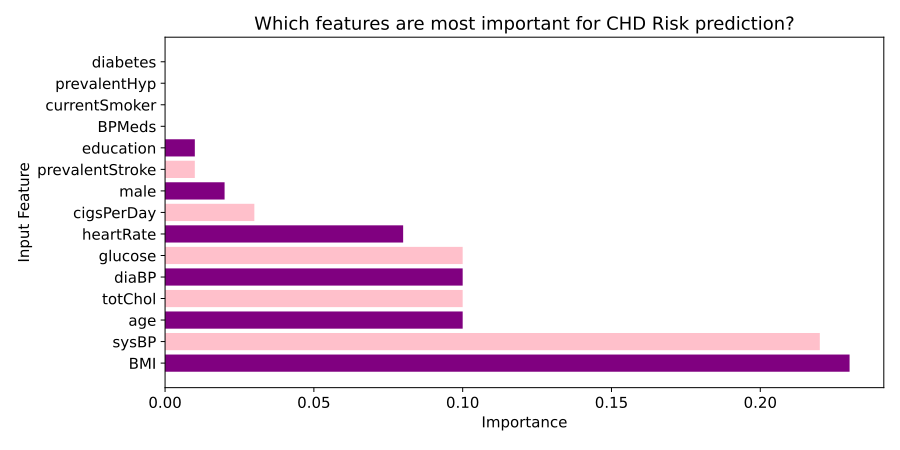 Which features are most important for CHD Risk prediction?
diabetes
prevalentHyp
currentSmoker
BPMeds
education
prevalentStroke
male
cigsPerDay
heartRate
glucose
diaBP
totChol
age
sysBP
BMI
Input Feature
0.00 0.05 0.10 0.15 0.20
Importance